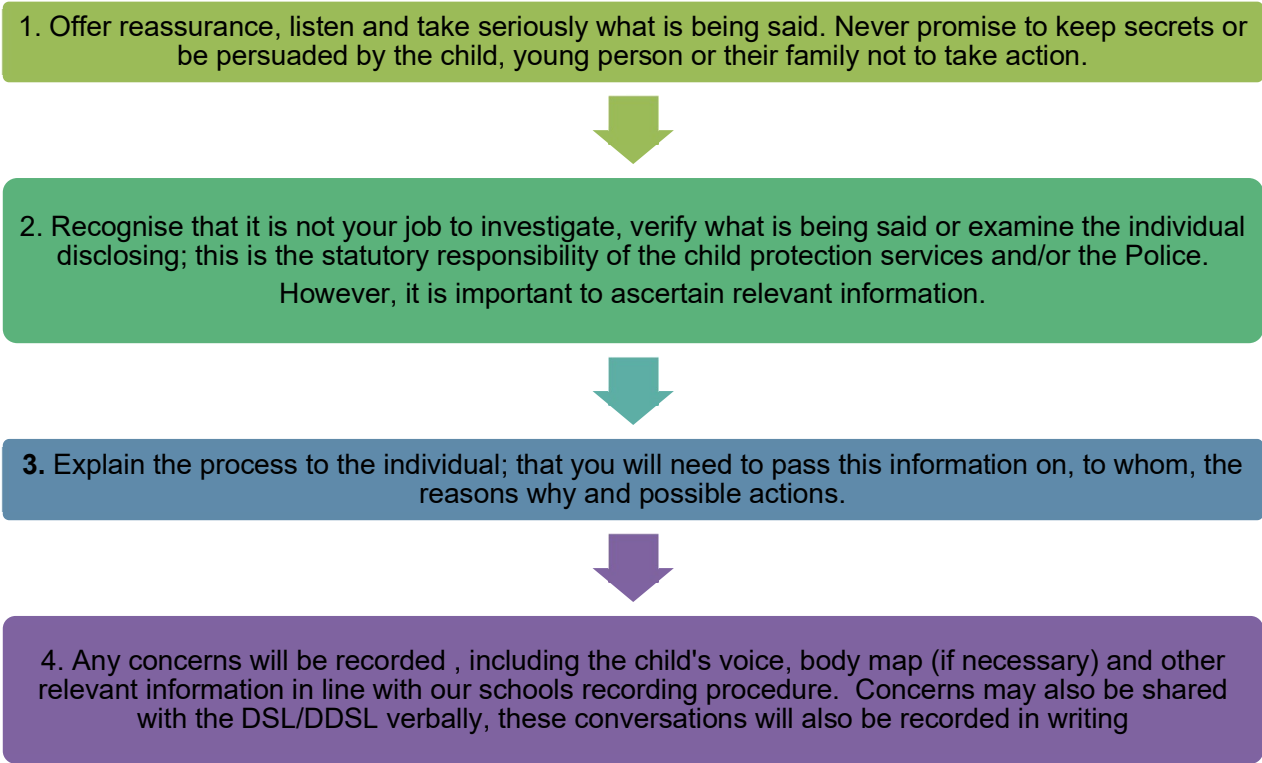 1. Offer reassurance, listen and take seriously what is being said. Never promise to keep secrets or
be persuaded by the child, young person or their family not to take action.
2. Recognise that it is not your job to investigate, verify what is being said or examine the individual
disclosing; this is the statutory responsibility of the child protection services and/or the Police.
However, it is important to ascertain relevant information.
3. Explain the process to the individual; that you will need to pass this information on, to whom, the
reasons why and possible actions.
4. Any concerns will be recorded , including the child's voice, body map (if necessary) and other
relevant information in line with our schools recording procedure.  Concerns may also be shared
with the DSL/DDSL verbally, these conversations will also be recorded in writing